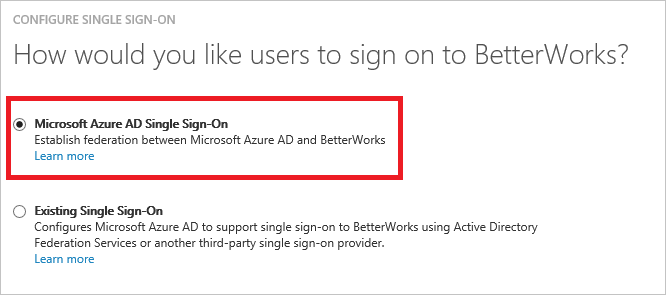 CONFIGURE SINGLE SIGN-ON
How would you like users to sign on to BetterWorks?
Microsoft Azure AD Single Sign-On
Establish federation between Microsoft Azure AD and BetterWorks
Learn more
Existing Single Sign-On
Configures Microsoft Azure AD to support single sign-on to BetterWorks using Active Directory
Federation Services or another third-party single sign-on provider.
Learn more